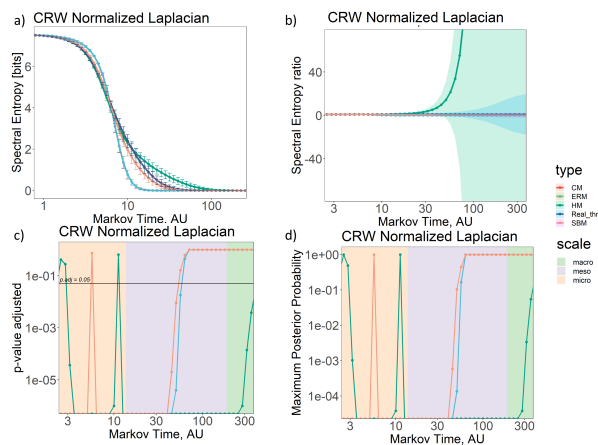 a) CRW Normalized Laplacian
Spectral Entropy [bits]
6
4
2
0
1
10
100
Markov Time. AU
b) CRW Normalized Laplacian
Spectral Entropy ratio
40
0
-40
3
10
30
100
300
Markov Time, AU
type
CM
ERM
HM
Real_thr
SBM
scale
macro
meso
micro
c) CRW Normalized Laplacian
p-value adjusted
1e-01
1e-03
1e-05
p.adj = 0.05
3
10
30
100
300
Markov Time, AU
d) CRW Normalized Laplacian
Maximum Posterior Probability
1e+00
1e-01
1e-02
1e-03
1e-04
3
10
30
100
300
Markov Time, AU